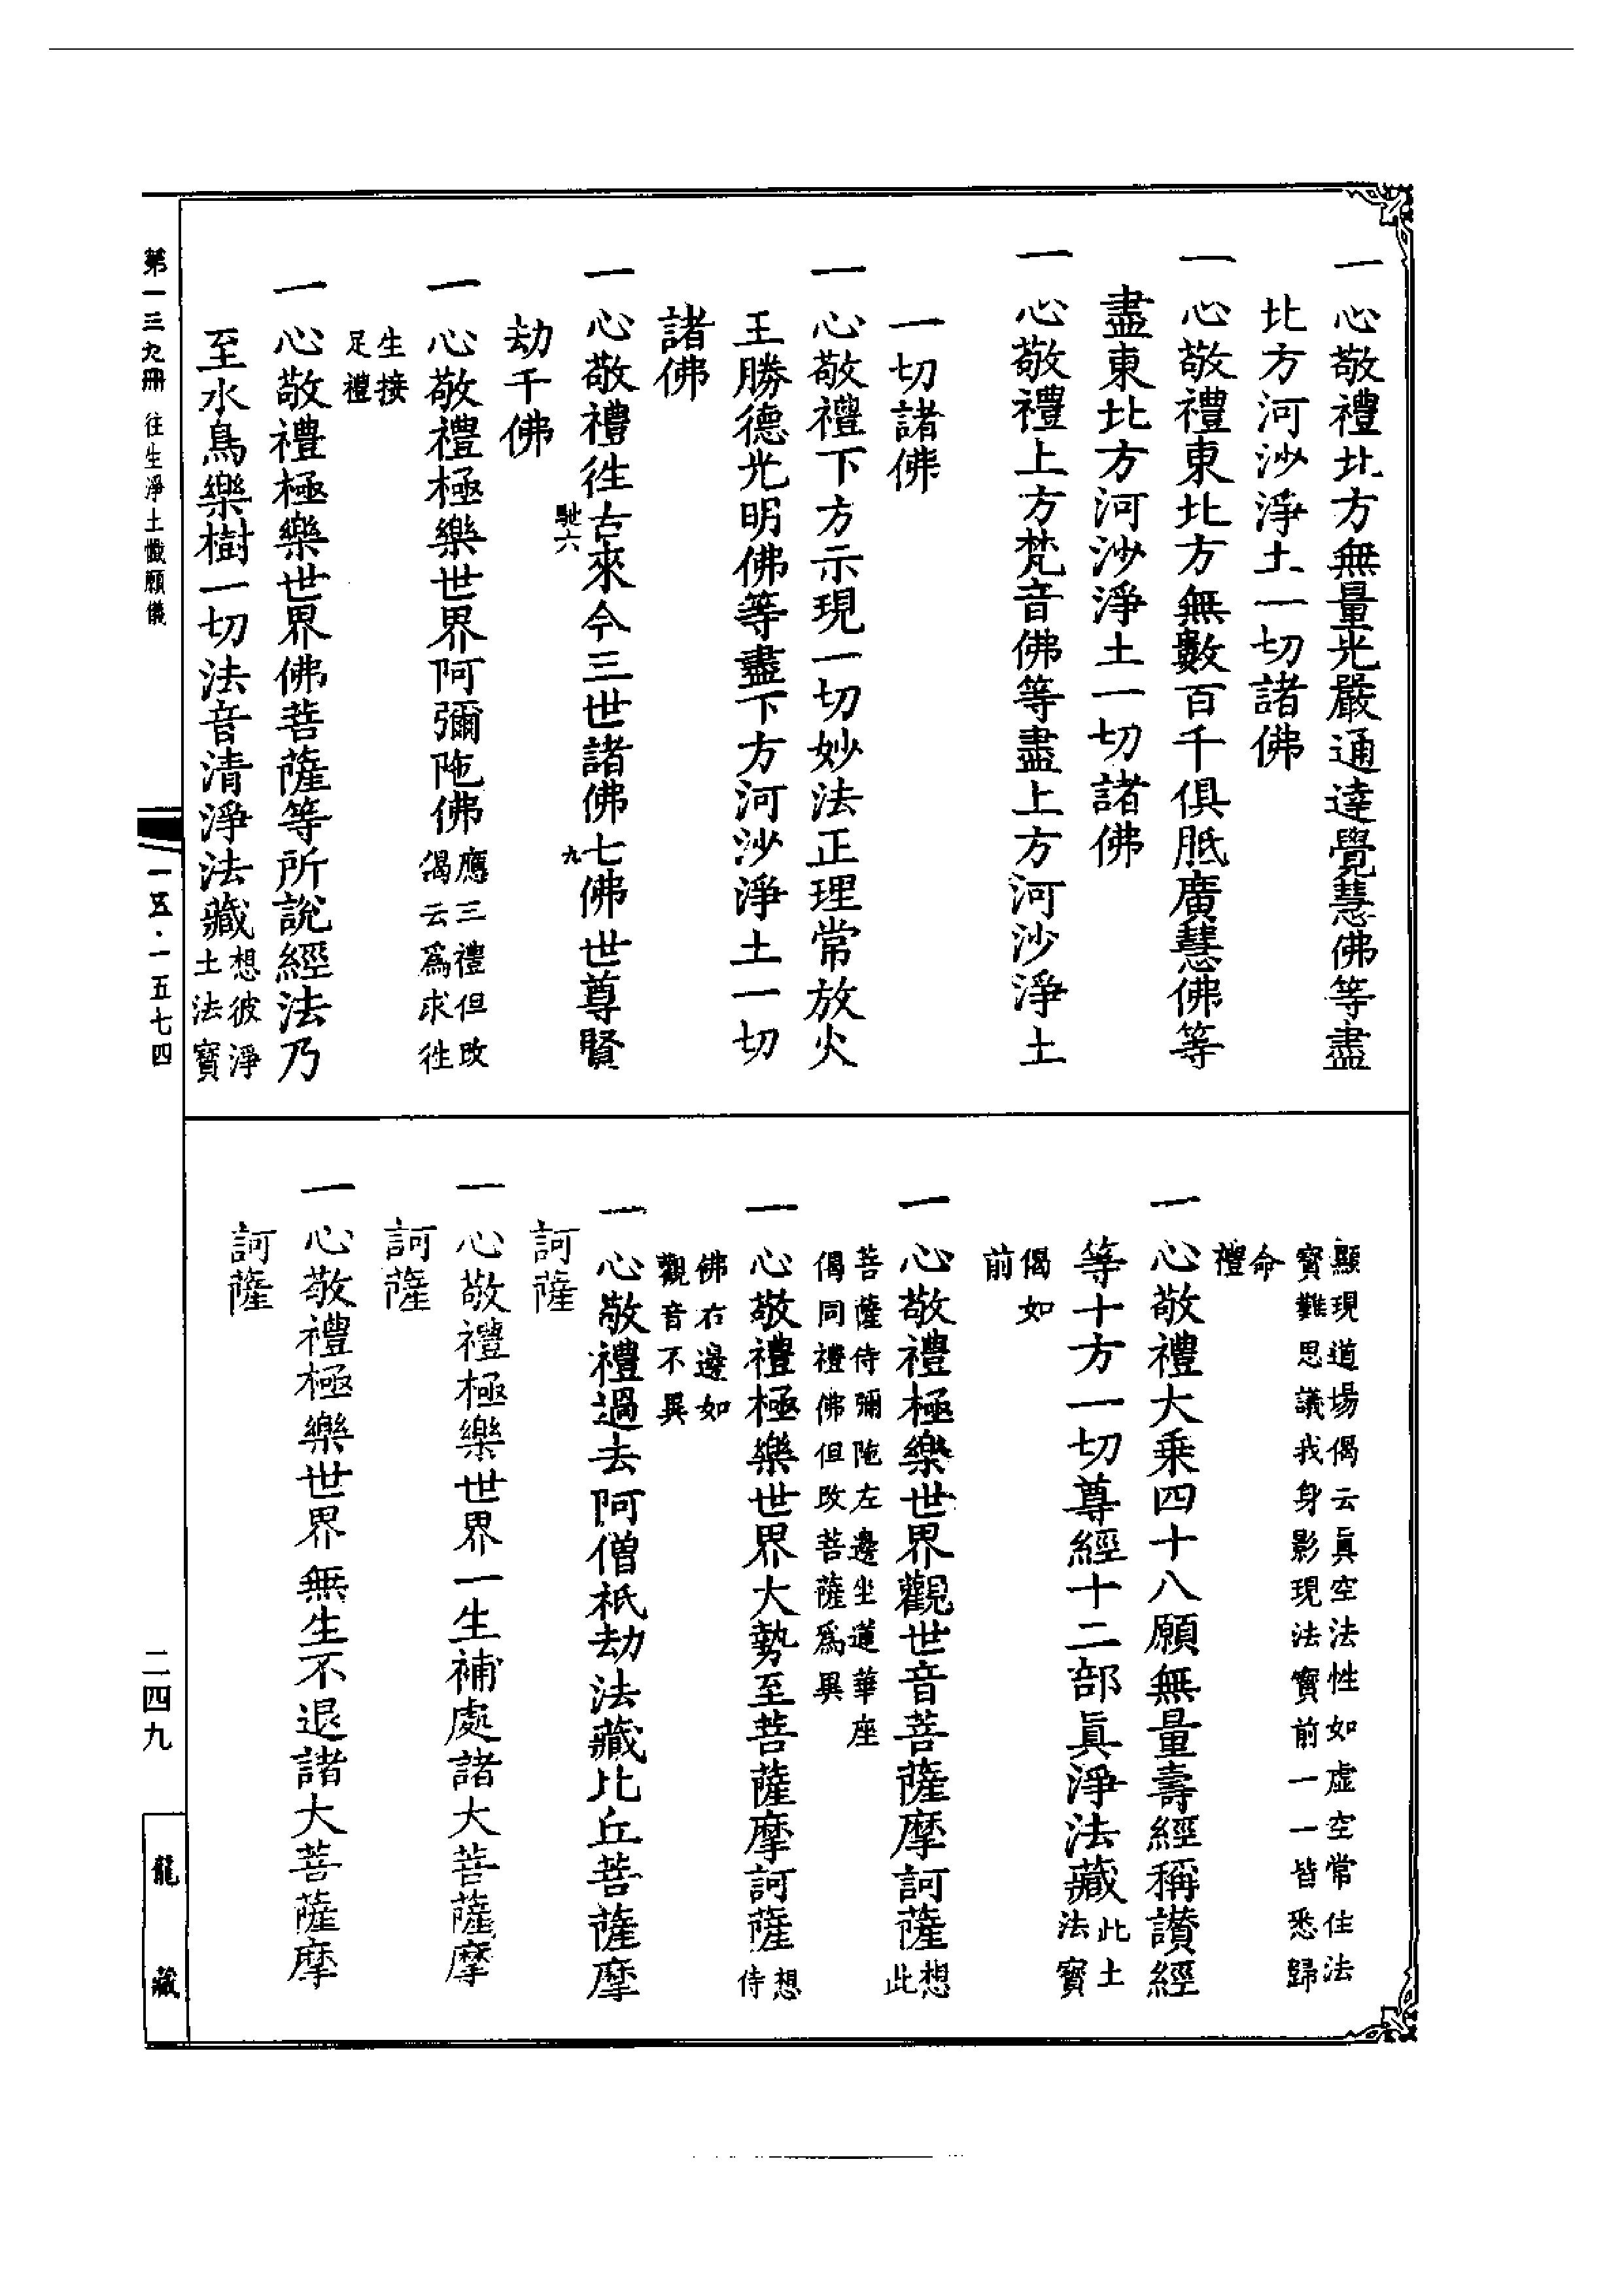 一心敬禮北方無量光嚴通達覺慧佛等盡
北方河沙淨土一切諸佛
一心敬禮東北方無數百千俱胝廣慧佛等
盡東北方河沙淨土一切諸佛
一心敬禮上方梵音佛等盡上方河沙淨土
一切諸佛
一心敬禮下方示現一切妙法正理常放火
王勝德光明佛等盡下方河沙淨土一切
諸佛
一心敬禮徃古來今三世諸佛七佛世尊賢
劫千佛
馳六
九
一心敬禮極樂世界阿彌陁佛應三禮但改
偈云爲求徃
生接
足禮
一心敬禮極樂世界佛菩薩等所說經法乃
至水鳥樂樹一切法音清淨法藏想彼淨
土法寶
顯現道場偈云眞空法性如虛空常住法
寶難思議我身影現法寶前一一皆悉歸
命
禮
一心敬禮大乘四十八願無量壽經稱讚經
等十方一切尊經十二部眞淨法藏此土
法寶
偈如
前
一心敬禮極樂世界觀世音菩薩摩訶薩想
此
菩薩侍彌陁左邊坐蓮華座
偈同禮佛但改菩薩爲異
一心敬禮極樂世界大勢至菩薩摩訶薩想
侍
佛右邊如
觀音不異
一心敬禮過去阿僧祇劫法藏比丘菩薩摩
訶薩
一心敬禮極樂世界一生補處諸大菩薩摩
訶薩
一心敬禮極樂世界無生不退諸大菩薩摩
訶薩
第一三九冊 往生淨土懺願儀
一五·一五七四
二四九
龍藏